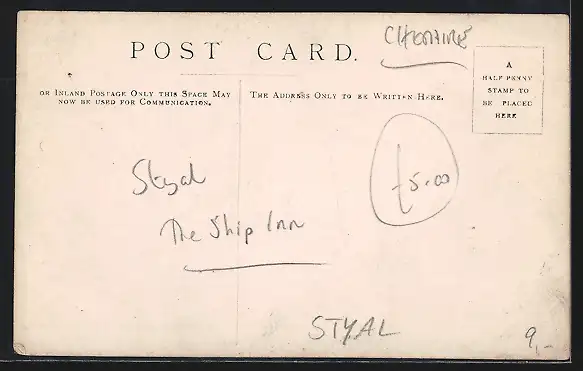 POST CARD.
CHESHIRE
A
HALF PENNY
STAMP TO
BE PLACED
HERE
OR INLAND POSTAGE ONLY THIS SPACE MAY
NOW BE USED FOR COMMUNICATION.
THE ADDRESS ONLY TO BE WRITTEN HERE.
£5.00
Styal
The Ship Inn
STYAL
9,-